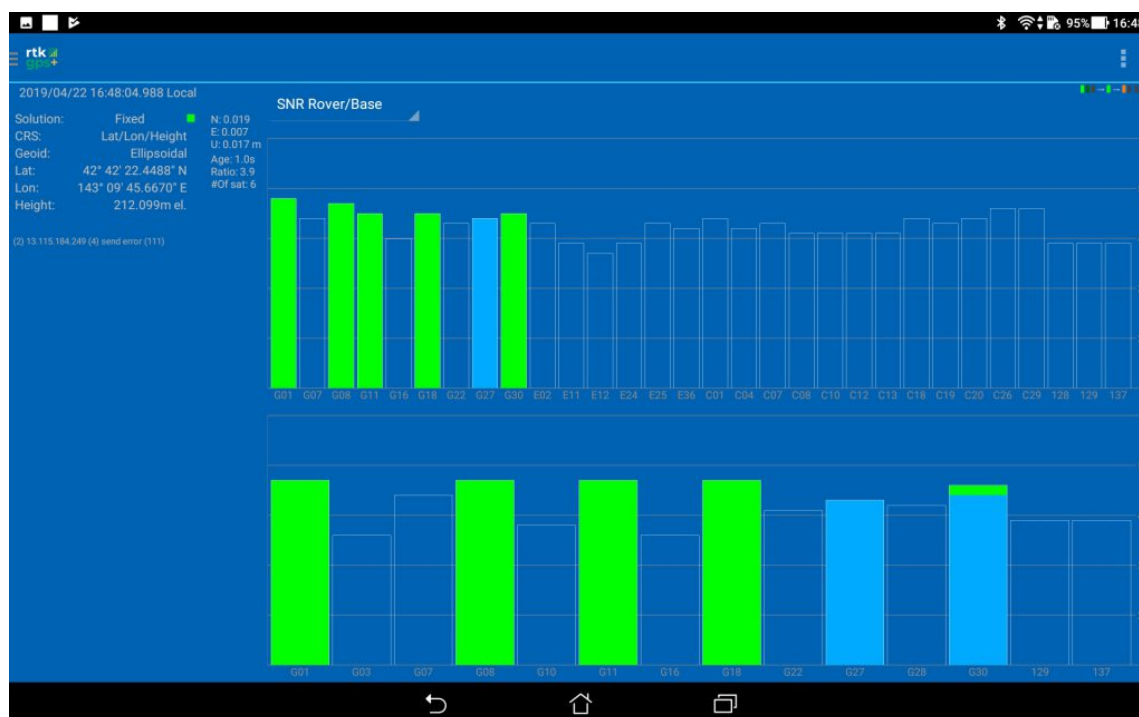 95% 16:48
rtk
gps+
2019/04/22 16:48:04.988 Local
Solution: Fixed
CRS: Lat/Lon/Height
Geoid: Ellipsoidal
Lat: 42° 42' 22.4488" N
Lon: 143° 09' 45.6670" E
Height: 212.099m el.
N: 0.019
E: 0.007
U: 0.017 m
Age: 1.0s
Ratio: 3.9
#Of sat: 6
(2) 13.115.184.249 (4) send error (111)
SNR Rover/Base
G01 G07 G08 G11 G16 G18 G22 G27 G30 E02 E11 E12 E24 E25 E36 C01 C04 C07 C08 C10 C12 C13 C18 C19 C20 C26 C29 128 129 137
G01 G03 G07 G08 G10 G11 G16 G18 G22 G27 G28 G30 129 137